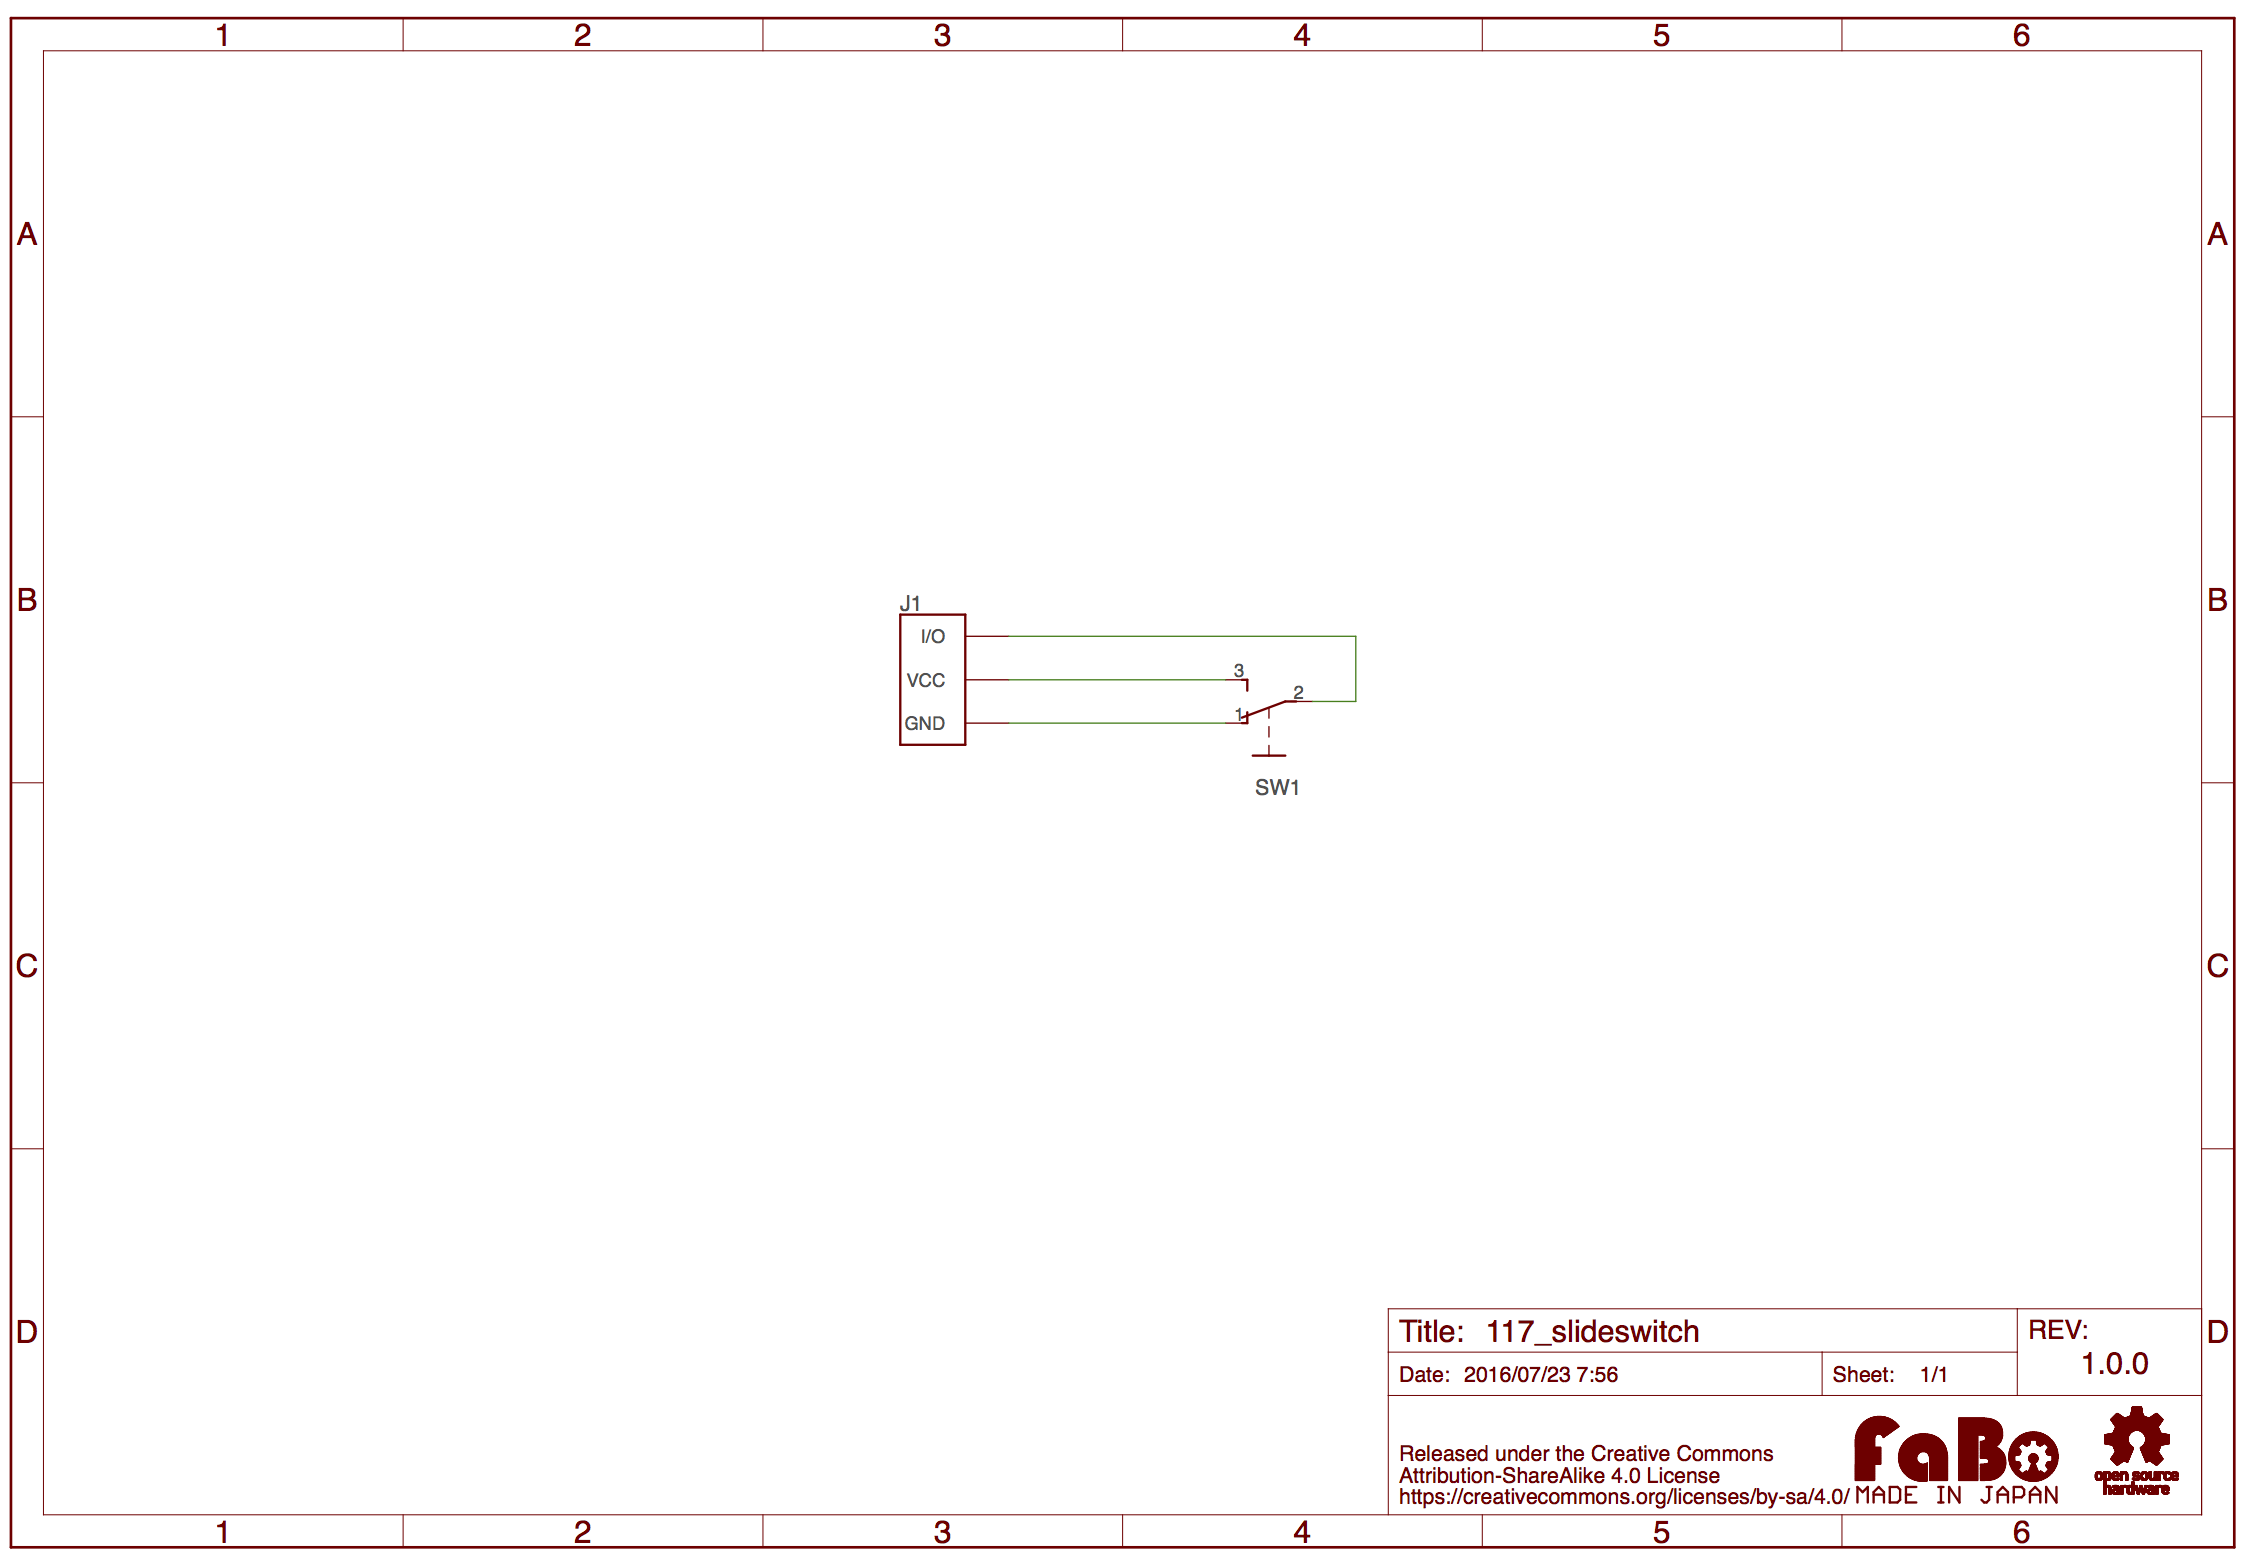 1 2 3 4 5 6
A A
B B
J1
I/O
3
VCC
2
1
GND
SW1
C C
D D
Title: 117_slideswitch
REV:
1.0.0
Date: 2016/07/23 7:56
Sheet: 1/1
Released under the Creative Commons
Attribution-ShareAlike 4.0 License
https://creativecommons.org/licenses/by-sa/4.0/
FaBo
MADE IN JAPAN
open source
hardware
1 2 3 4 5 6